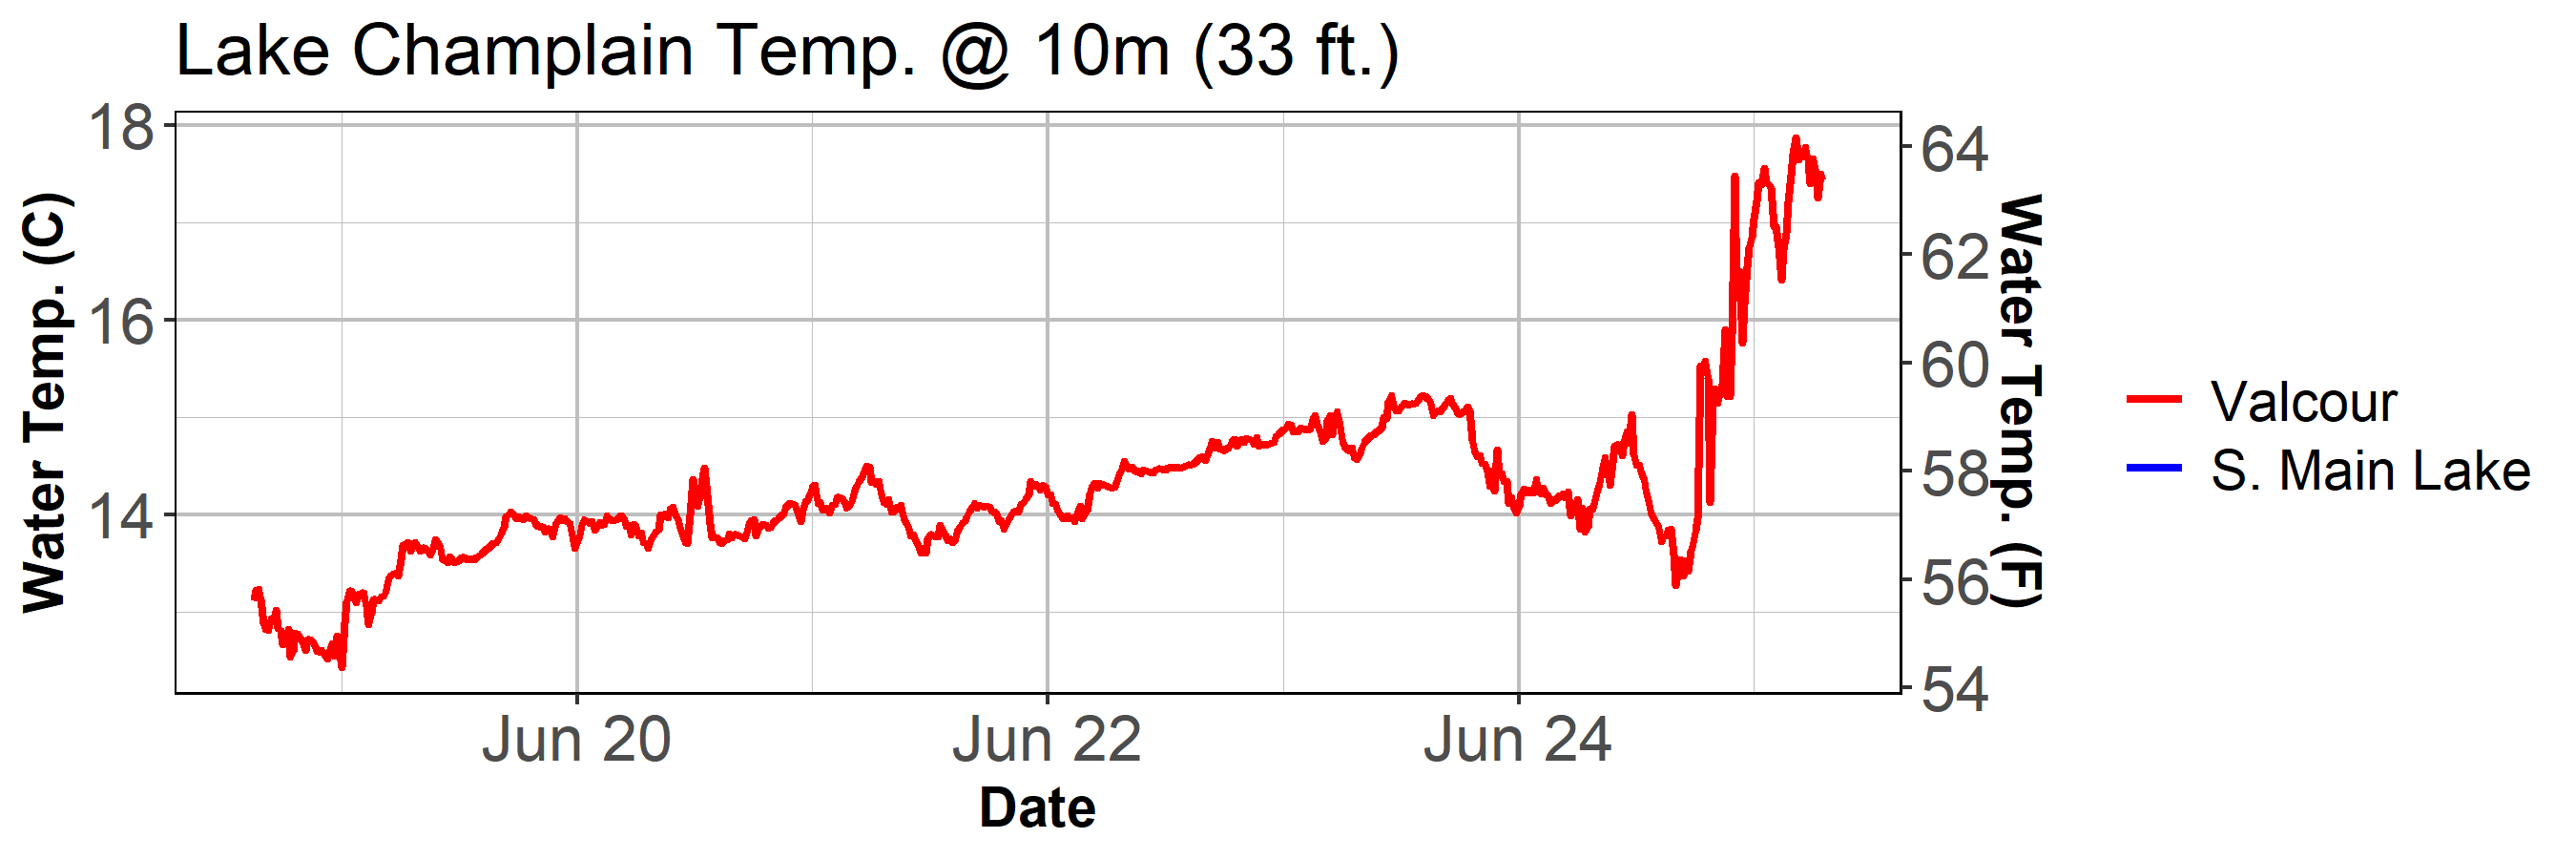 Lake Champlain Temp. @ 10m (33 ft.)
Water Temp. (C)
18
16
14
64
62
60
58
56
54
Water Temp. (F)
Jun 20
Jun 22
Jun 24
Date
Valcour
S. Main Lake